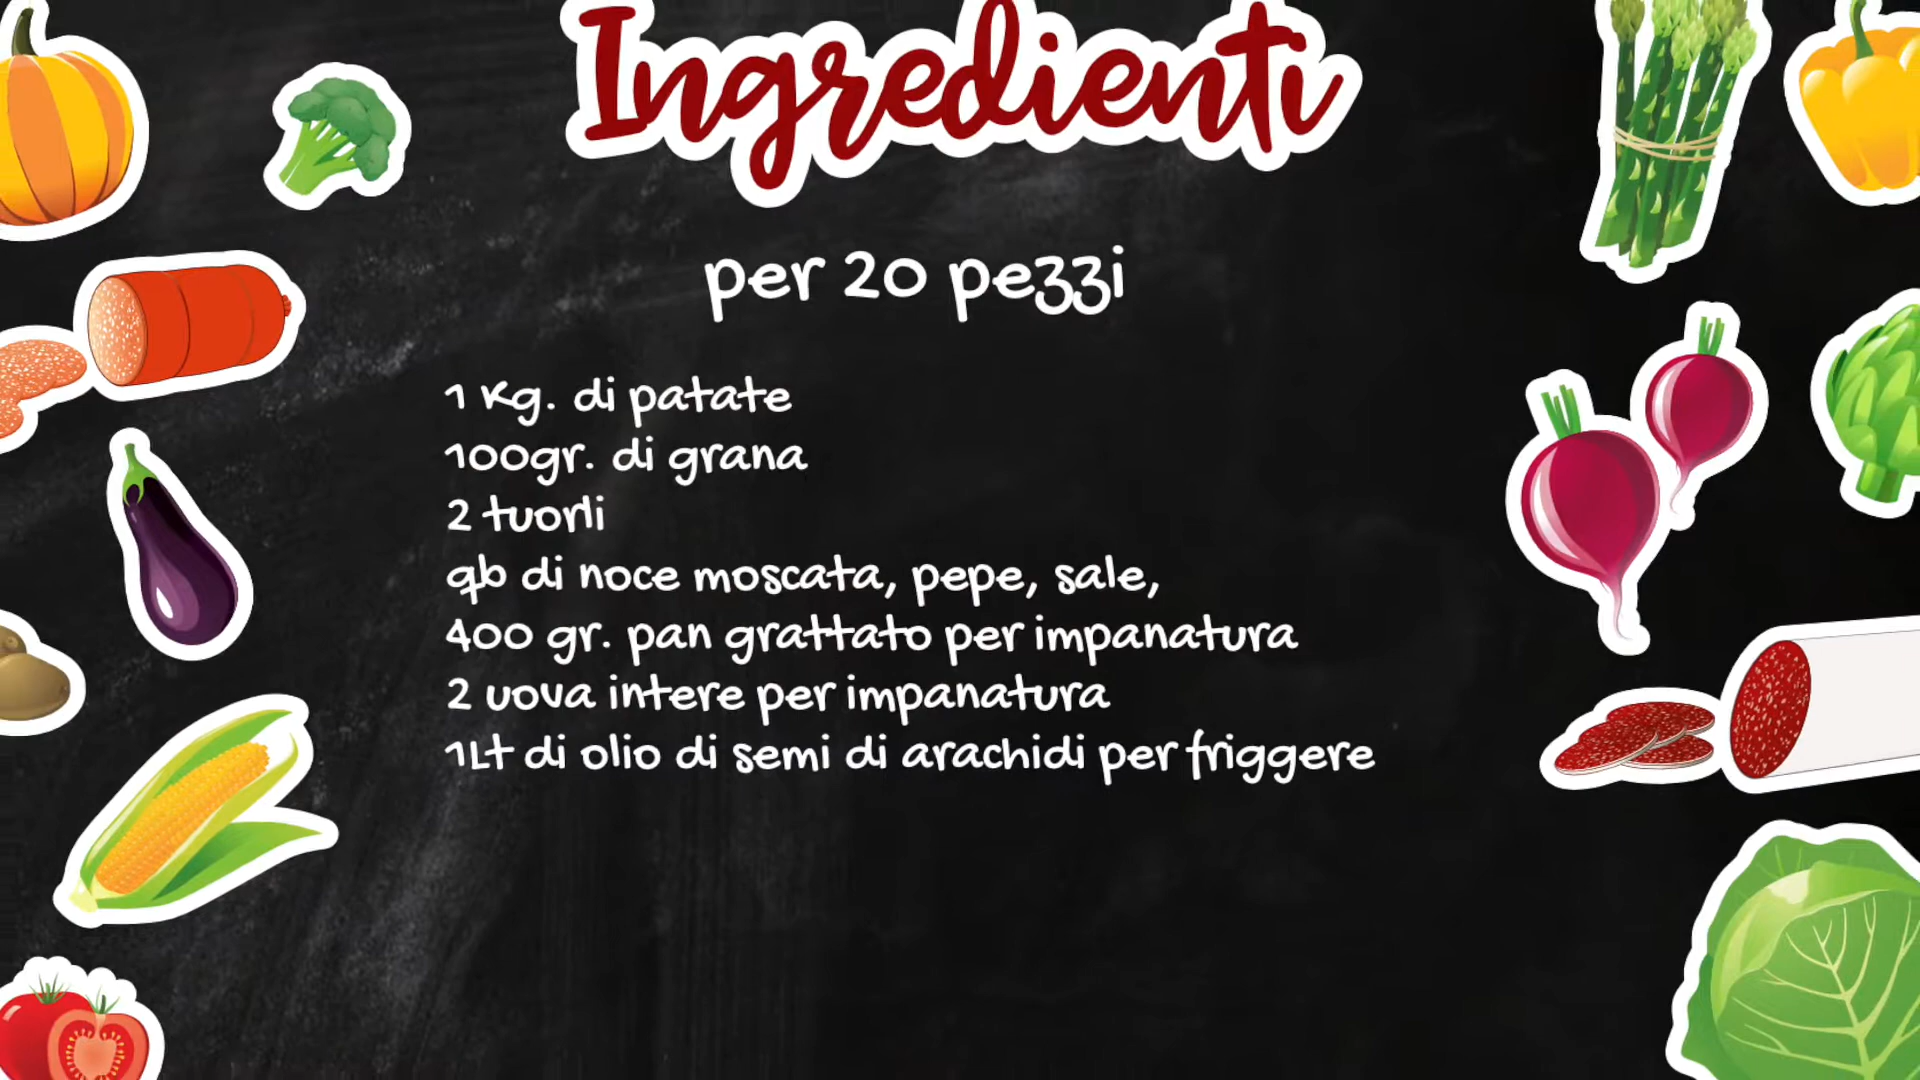 Ingredienti
per 20 pezzi
1 Kg. di patate
100gr. di grana
2 tuorli
qb di noce moscata, pepe, sale,
400 gr. pan grattato per impanatura
2 uova intere per impanatura
1Lt di olio di semi di arachidi per friggere